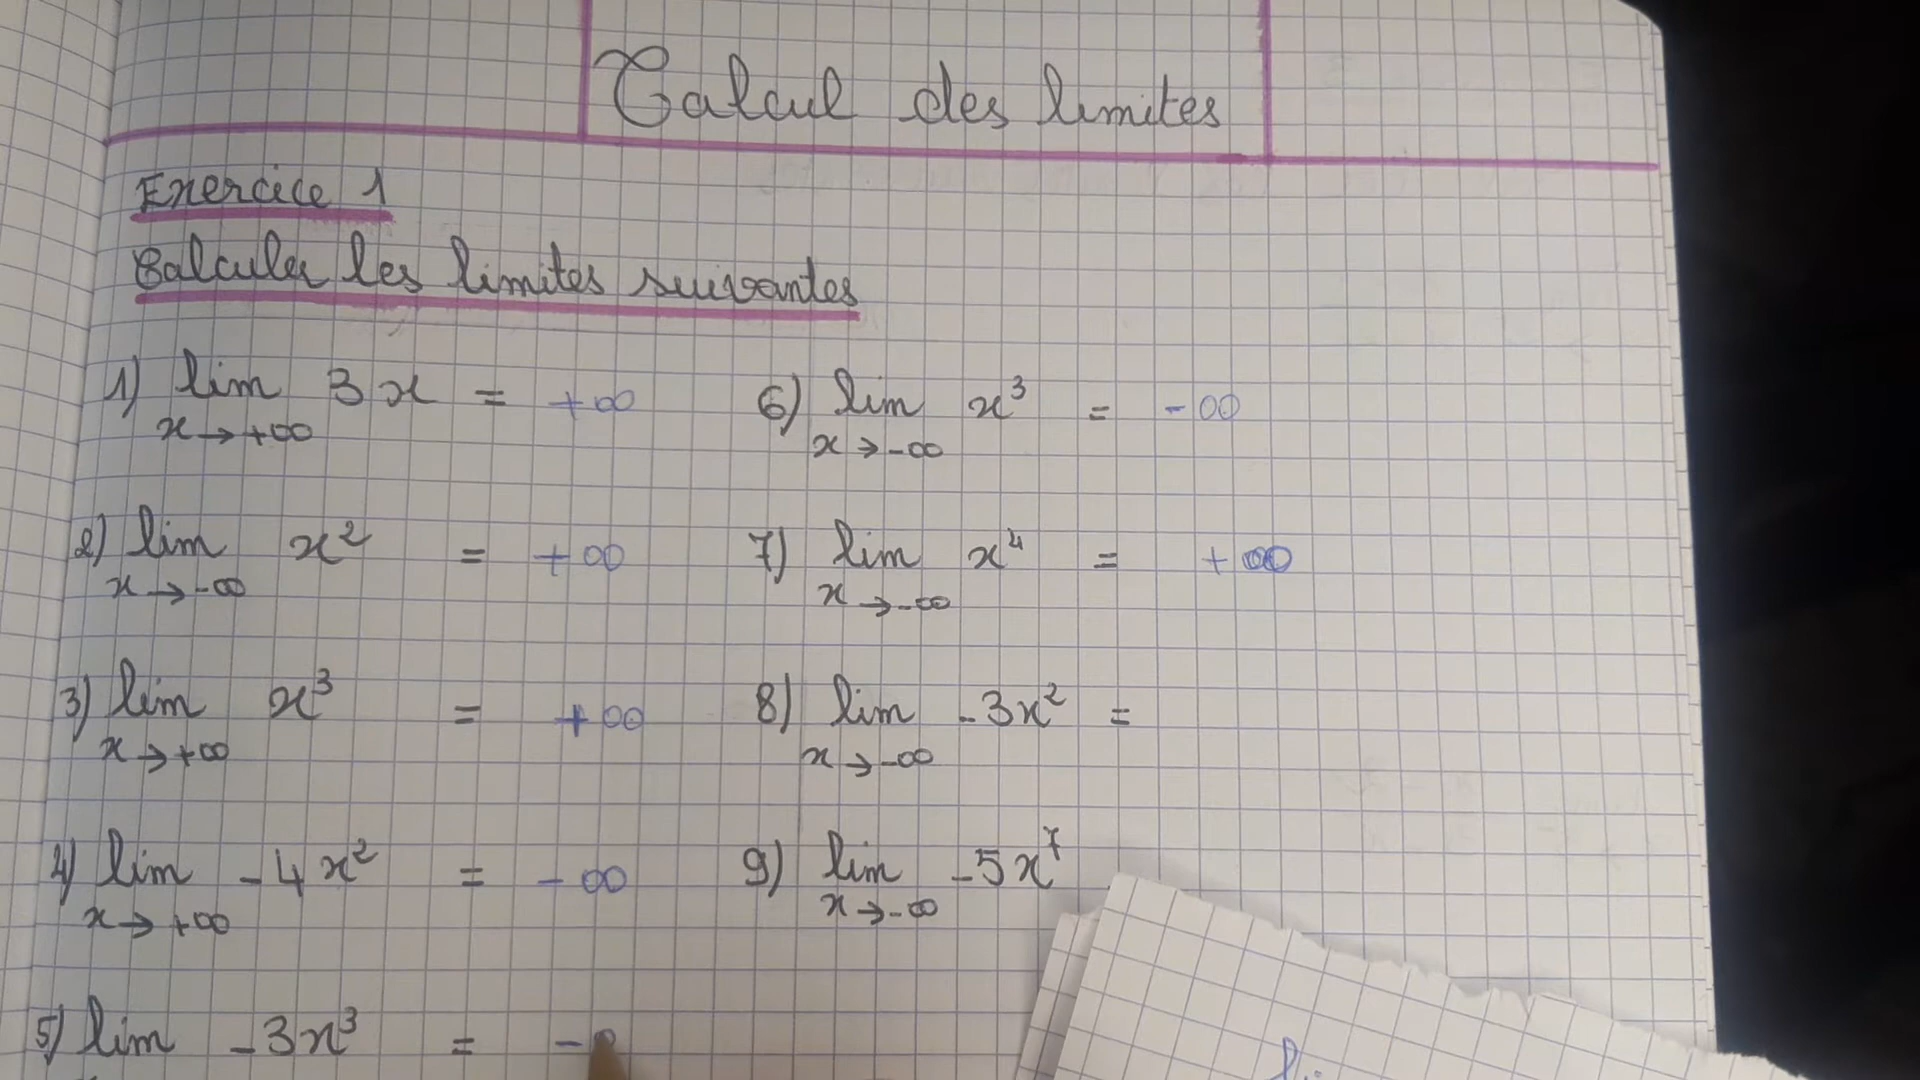 Calcul des limites
Exercice 1
Calculer les limites suivantes
1) lim 3x = +∞
x→+∞
2) lim x² = +∞
x→-∞
3) lim x³ = +∞
x→+∞
4) lim -4x² = -∞
x→+∞
5) lim -3x³ = -
6) lim x³ = -∞
x→-∞
7) lim x⁴ = +∞
x→-∞
8) lim -3x² =
x→-∞
9) lim -5x⁷
x→-∞